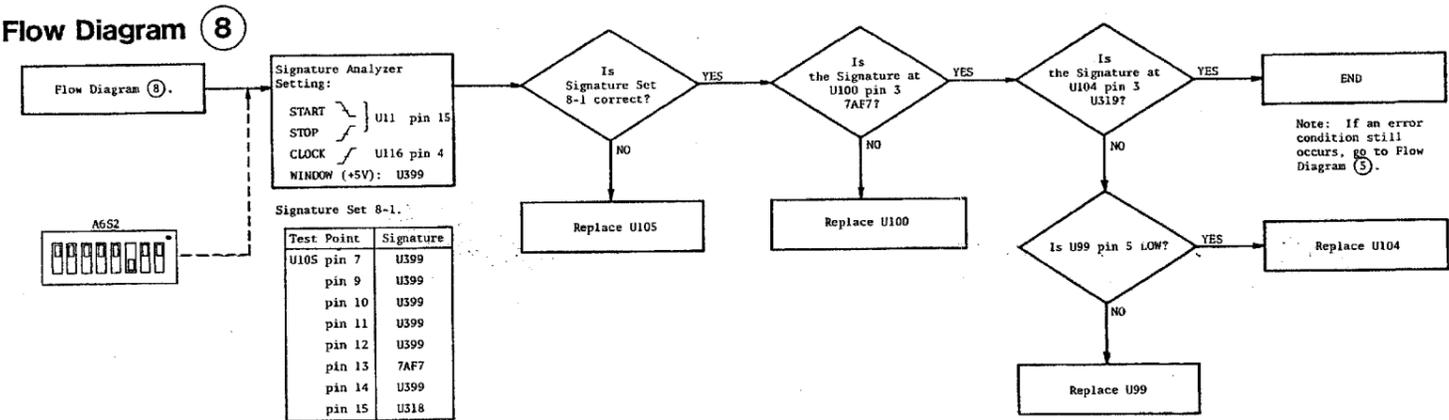 Flow Diagram 8
Flow Diagram 8.
Signature Analyzer
Setting:
START
STOP
U11 pin 15
CLOCK U116 pin 4
WINDOW (+5V): U399
A6S2
Signature Set 8-1.
Test Point Signature
U105 pin 7 U399
pin 9 U399
pin 10 U399
pin 11 U399
pin 12 U399
pin 13 7AF7
pin 14 U399
pin 15 U318
Is
Signature Set
8-1 correct?
YES
NO
Replace U105
Is
the Signature at
U100 pin 3
7AF7?
YES
NO
Replace U100
Is
the Signature at
U104 pin 3
U319?
YES
NO
END
Note: If an error
condition still
occurs, go to Flow
Diagram 5.
Is U99 pin 5 LOW?
YES
NO
Replace U104
Replace U99